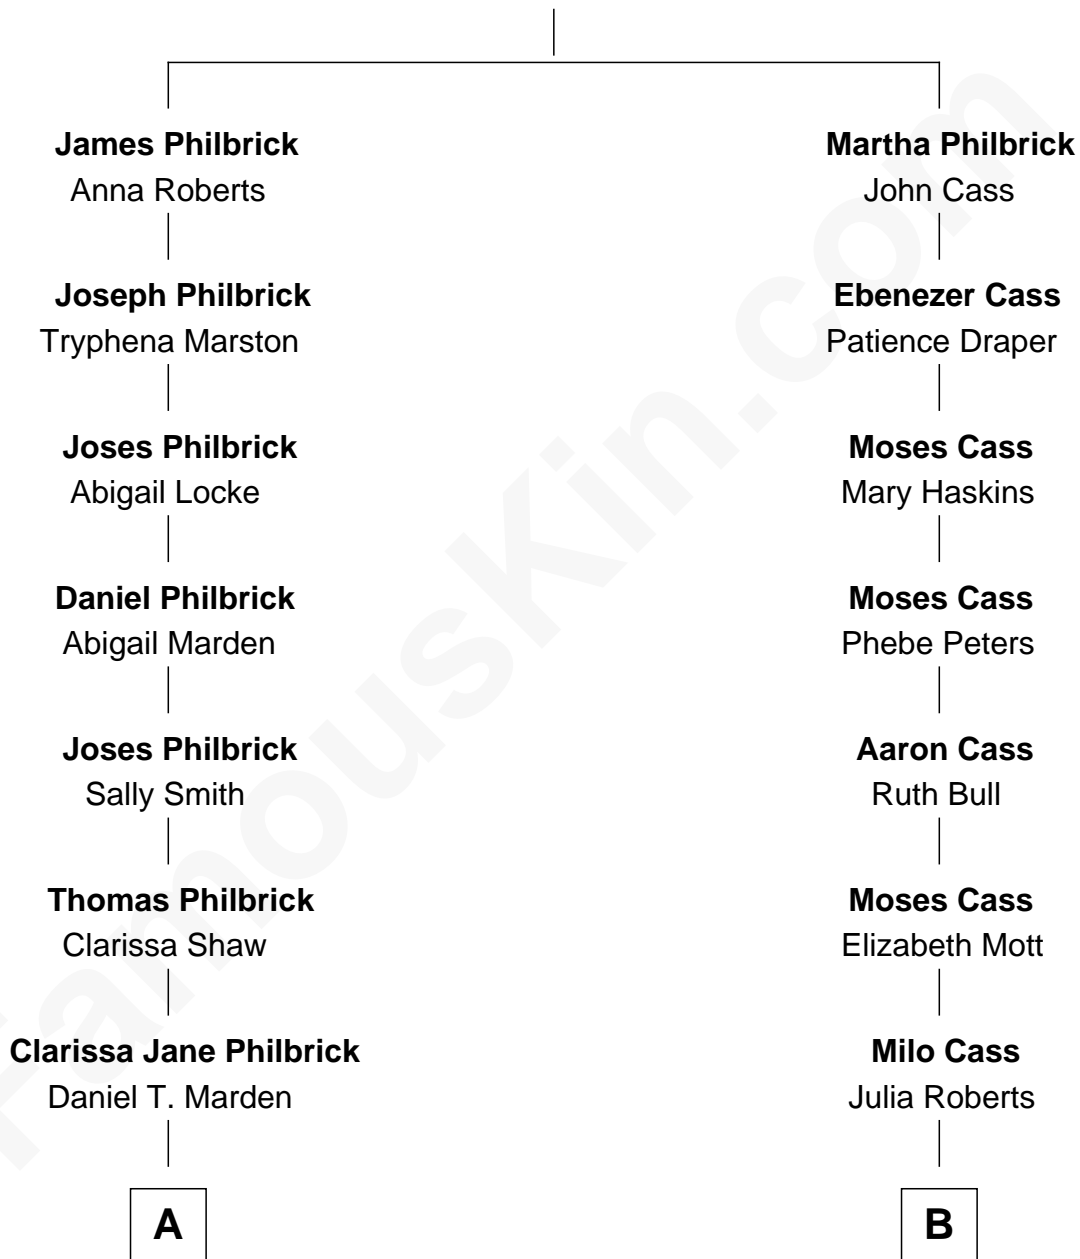 James Philbrick
Anna Roberts
Joseph Philbrick
Tryphena Marston
Joses Philbrick
Abigail Locke
Daniel Philbrick
Abigail Marden
Joses Philbrick
Sally Smith
Thomas Philbrick
Clarissa Shaw
Clarissa Jane Philbrick
Daniel T. Marden
A
Martha Philbrick
John Cass
Ebenezer Cass
Patience Draper
Moses Cass
Mary Haskins
Moses Cass
Phebe Peters
Aaron Cass
Ruth Bull
Moses Cass
Elizabeth Mott
Milo Cass
Julia Roberts
B
FamousKin.com